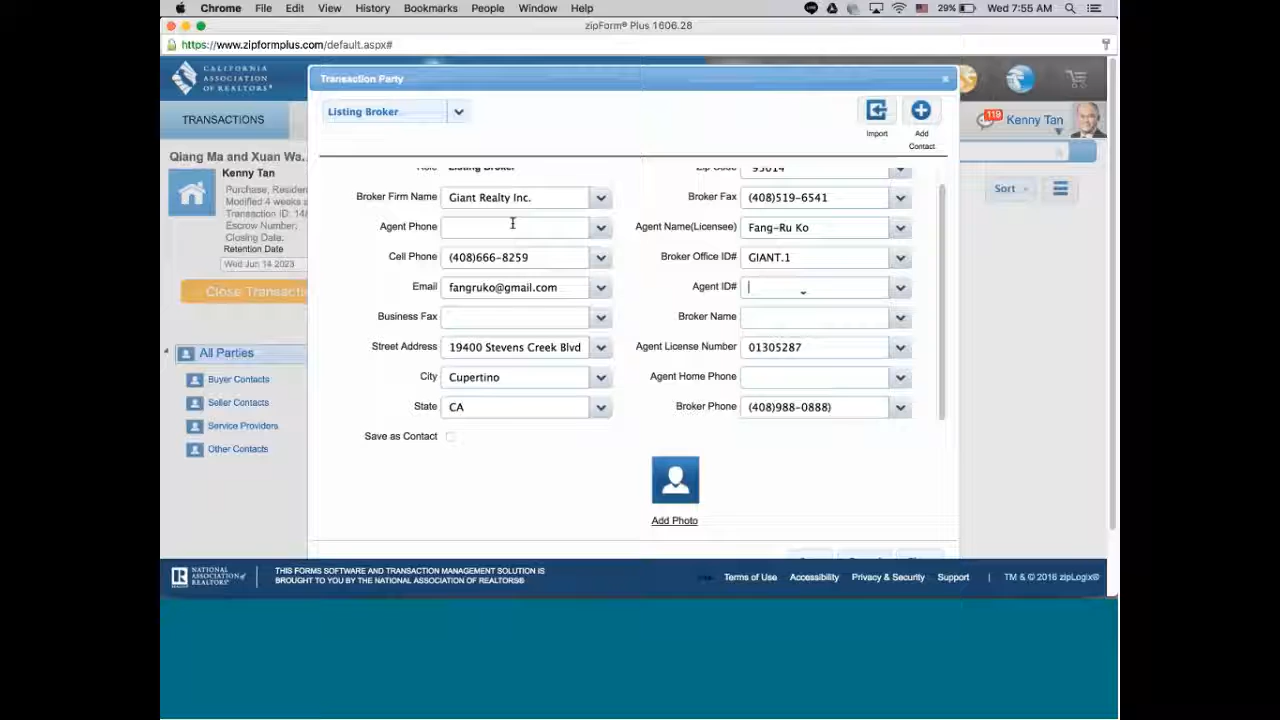 Chrome File Edit View History Bookmarks People Window Help 29% Wed 7:55 AM
zipForm® Plus 1606.28
https://www.zipformplus.com/default.aspx#
CALIFORNIA
ASSOCIATION
OF REALTORS®
TRANSACTIONS
119 Kenny Tan
Transaction Party
Listing Broker
Import
Add
Contact
Qiang Ma and Xuan Wa..
Kenny Tan
Purchase, Residen
Modified 4 weeks a
Transaction ID: 14/
Escrow Number:
Closing Date:
Retention Date
Wed Jun 14 2023
Close Transactio
Sort
All Parties
Buyer Contacts
Seller Contacts
Service Providers
Other Contacts
Role Listing Broker Zip Code 95014
Broker Firm Name Giant Realty Inc. Broker Fax (408)519-6541
Agent Phone Agent Name(Licensee) Fang-Ru Ko
Cell Phone (408)666-8259 Broker Office ID# GIANT.1
Email fangruko@gmail.com Agent ID#
Business Fax Broker Name
Street Address 19400 Stevens Creek Blvd Agent License Number 01305287
City Cupertino Agent Home Phone
State CA Broker Phone (408)988-0888)
Save as Contact
Add Photo
NATIONAL
ASSOCIATION of
REALTORS®
THIS FORMS SOFTWARE AND TRANSACTION MANAGEMENT SOLUTION IS
BROUGHT TO YOU BY THE NATIONAL ASSOCIATION OF REALTORS®
Terms of Use Accessibility Privacy & Security Support | TM & © 2016 zipLogix®